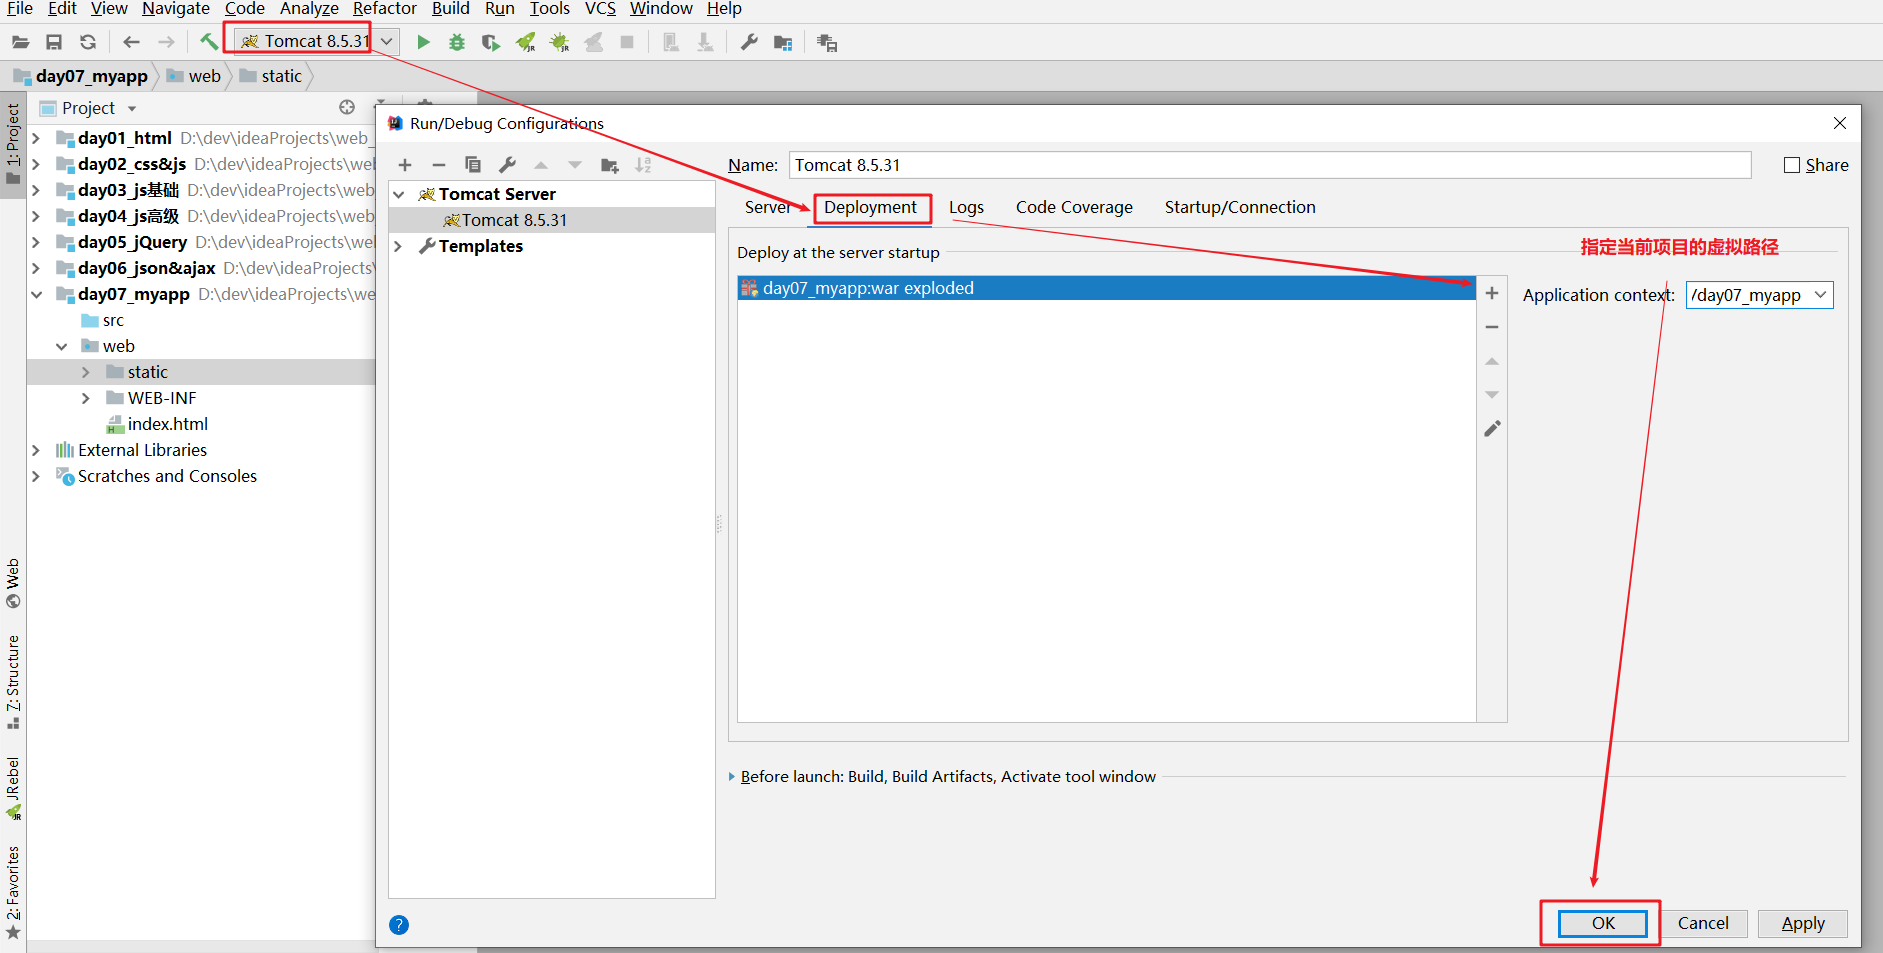 File Edit View Navigate Code Analyze Refactor Build Run Tools VCS Window Help
Tomcat 8.5.31
day07_myapp web static
Project
1: Project
day01_html D:\dev\ideaProjects\web_
day02_css&js D:\dev\ideaProjects\web
day03_js基础 D:\dev\ideaProjects\web
day04_js高级 D:\dev\ideaProjects\web
day05_jQuery D:\dev\ideaProjects\web
day06_json&ajax D:\dev\ideaProjects\
day07_myapp D:\dev\ideaProjects\we
src
web
static
WEB-INF
index.html
External Libraries
Scratches and Consoles
Web
7: Structure
JRebel
2: Favorites
Run/Debug Configurations
Tomcat Server
Tomcat 8.5.31
Templates
Name: Tomcat 8.5.31 Share
Server Deployment Logs Code Coverage Startup/Connection
Deploy at the server startup
指定当前项目的虚拟路径
day07_myapp:war exploded
Application context: /day07_myapp
Before launch: Build, Build Artifacts, Activate tool window
? OK Cancel Apply